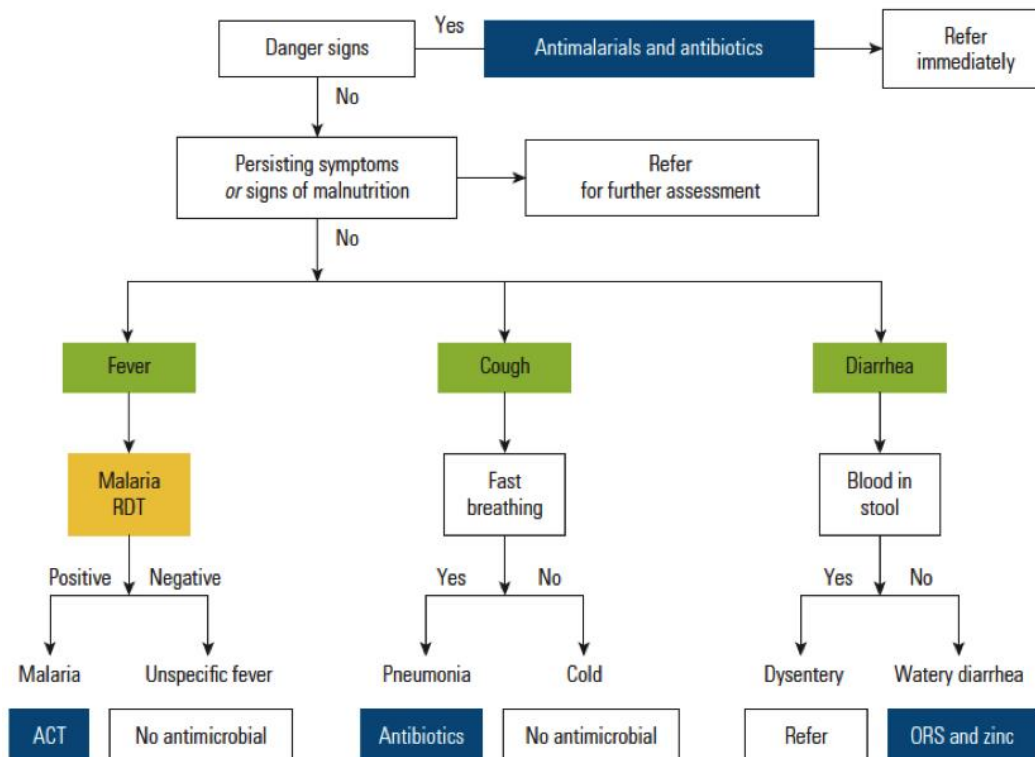 Danger signs
Yes
Antimalarials and antibiotics
Refer
immediately
No
Persisting symptoms
or signs of malnutrition
Refer
for further assessment
No
Fever
Cough
Diarrhea
Malaria
RDT
Fast
breathing
Blood in
stool
Positive Negative
Yes No
Yes No
Malaria
Unspecific fever
Pneumonia
Cold
Dysentery
Watery diarrhea
ACT
No antimicrobial
Antibiotics
No antimicrobial
Refer
ORS and zinc